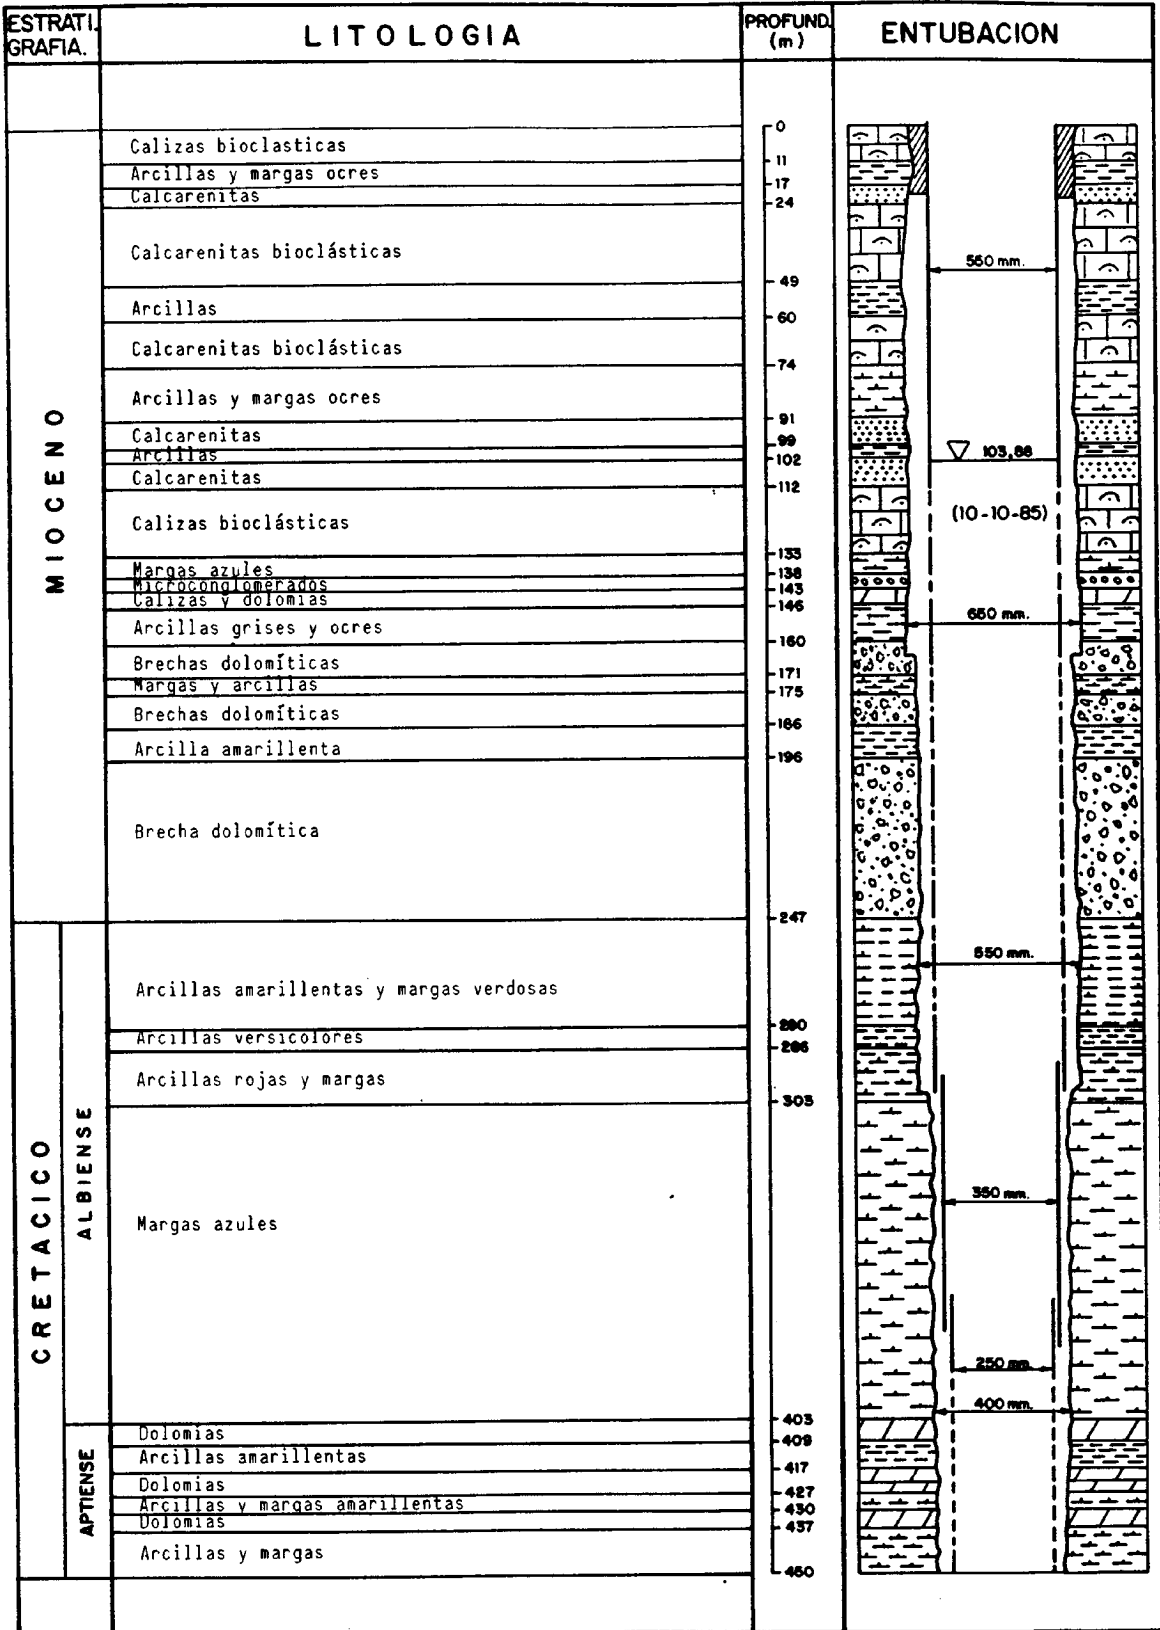 ESTRATI.
GRAFIA.
LITOLOGIA
PROFUND.
(m)
ENTUBACION
MIOCENO
CRETACICO
ALBIENSE
APTIENSE
Calizas bioclasticas
Arcillas y margas ocres
Calcarenitas
Calcarenitas bioclásticas
Arcillas
Calcarenitas bioclásticas
Arcillas y margas ocres
Calcarenitas
Arcillas
Calcarenitas
Calizas bioclásticas
Margas azules
Microconglomerados
Calizas y dolomias
Arcillas grises y ocres
Brechas dolomíticas
Margas y arcillas
Brechas dolomíticas
Arcilla amarillenta
Brecha dolomítica
Arcillas amarillentas y margas verdosas
Arcillas versicolores
Arcillas rojas y margas
Margas azules
Dolomias
Arcillas amarillentas
Dolomias
Arcillas y margas amarillentas
Dolomias
Arcillas y margas
0
11
17
24
49
60
74
91
99
102
112
133
138
143
146
160
171
175
186
196
247
280
286
303
403
409
417
427
430
437
450
550 mm.
103,88
(10-10-85)
650 mm.
550 mm.
350 mm.
250 mm.
400 mm.